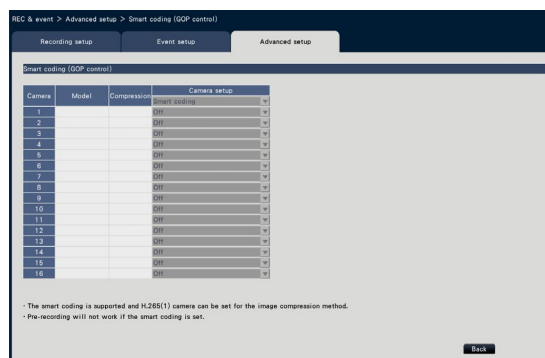 REC & event > Advanced setup > Smart coding (GOP control)
Recording setup Event setup Advanced setup
Smart coding (GOP control)
Camera Model Compression Camera setup
Smart coding
1 Off
2 Off
3 Off
4 Off
5 Off
6 Off
7 Off
8 Off
9 Off
10 Off
11 Off
12 Off
13 Off
14 Off
15 Off
16 Off
· The smart coding is supported and H.265(1) camera can be set for the image compression method.
· Pre-recording will not work if the smart coding is set.
Back